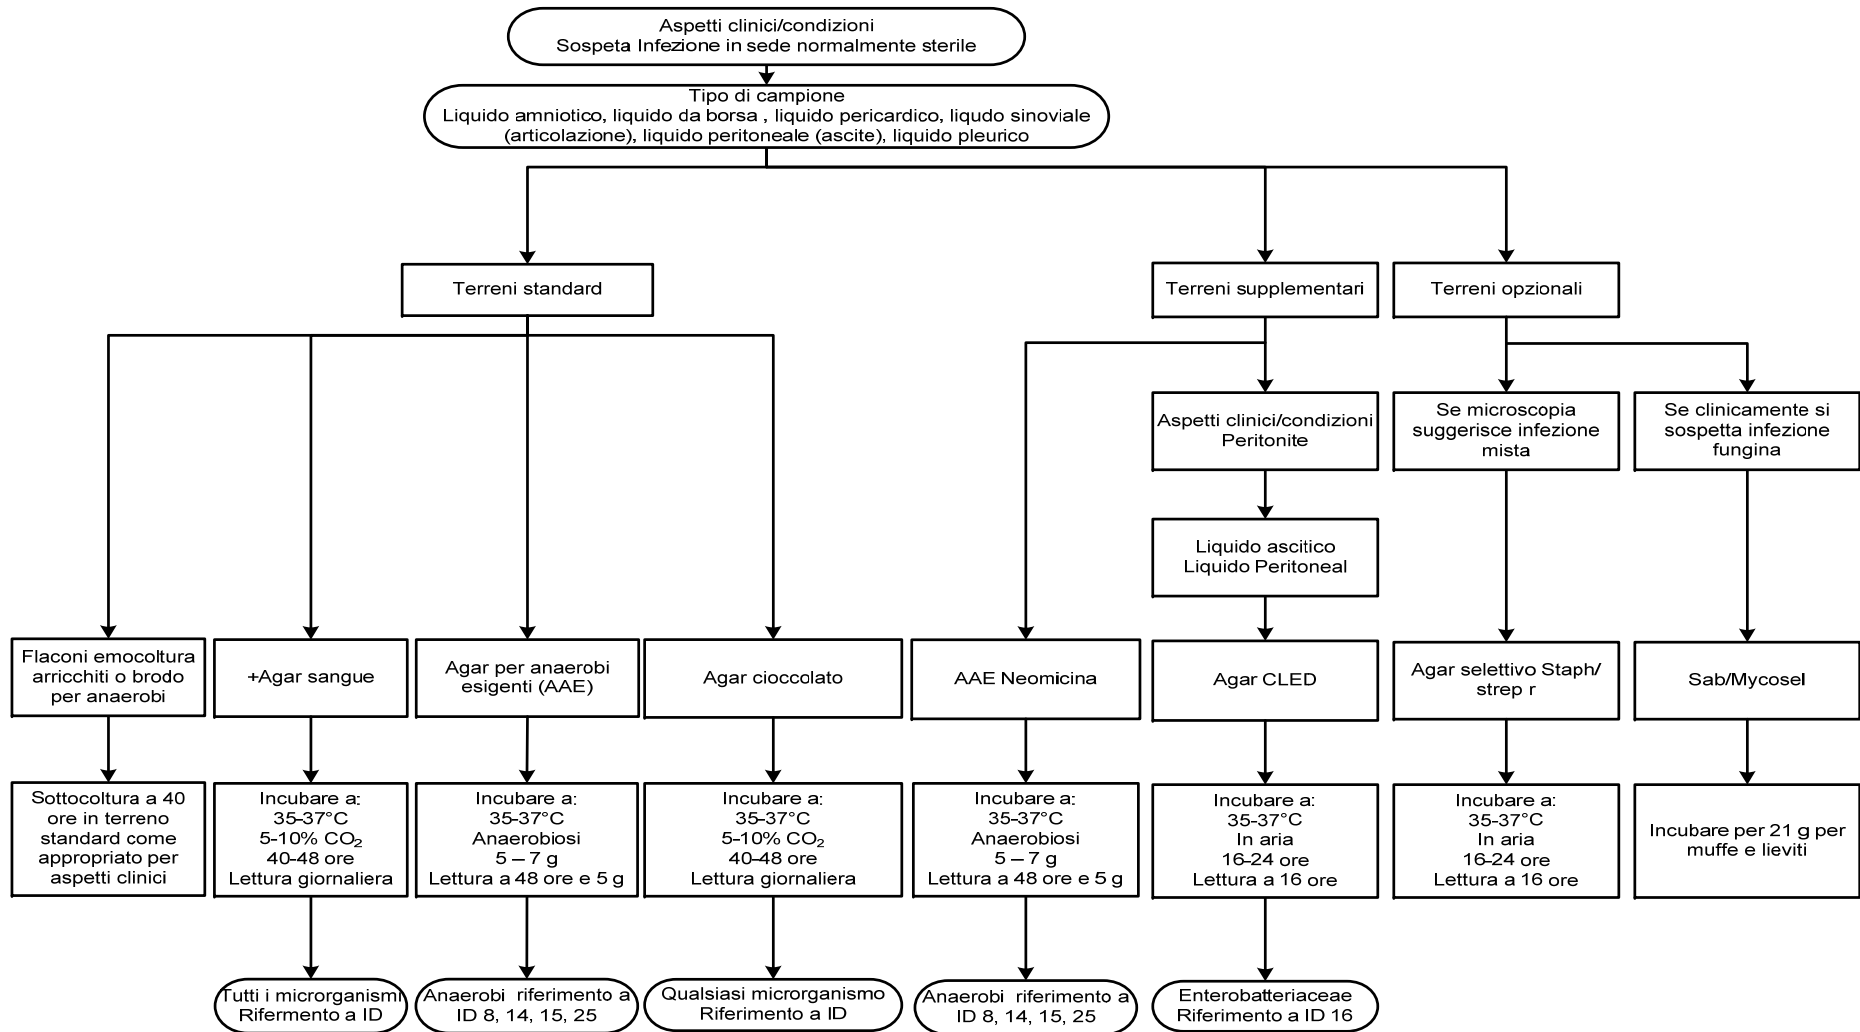 Aspetti clinici/condizioni
Sospeta Infezione in sede normalmente sterile
Tipo di campione
Liquido amniotico, liquido da borsa , liquido pericardico, liqudo sinoviale
(articolazione), liquido peritoneale (ascite), liquido pleurico
Terreni standard
Terreni supplementari
Terreni opzionali
Aspetti clinici/condizioni
Peritonite
Se microscopia
suggerisce infezione
mista
Se clinicamente si
sospetta infezione
fungina
Liquido ascitico
Liquido Peritoneal
Flaconi emocoltura
arricchiti o brodo
per anaerobi
+Agar sangue
Agar per anaerobi
esigenti (AAE)
Agar cioccolato
AAE Neomicina
Agar CLED
Agar selettivo Staph/
strep r
Sab/Mycosel
Sottocoltura a 40
ore in terreno
standard come
appropriato per
aspetti clinici
Incubare a:
35-37°C
5-10% CO₂
40-48 ore
Lettura giornaliera
Incubare a:
35-37°C
Anaerobiosi
5 – 7 g
Lettura a 48 ore e 5 g
Incubare a:
35-37°C
5-10% CO₂
40-48 ore
Lettura giornaliera
Incubare a:
35-37°C
Anaerobiosi
5 – 7 g
Lettura a 48 ore e 5 g
Incubare a:
35-37°C
In aria
16-24 ore
Lettura a 16 ore
Incubare a:
35-37°C
In aria
16-24 ore
Lettura a 16 ore
Incubare per 21 g per
muffe e lieviti
Tutti i microrganismi
Rifermento a ID
Anaerobi riferimento a
ID 8, 14, 15, 25
Qualsiasi microrganismo
Riferimento a ID
Anaerobi riferimento a
ID 8, 14, 15, 25
Enterobatteriaceae
Riferimento a ID 16